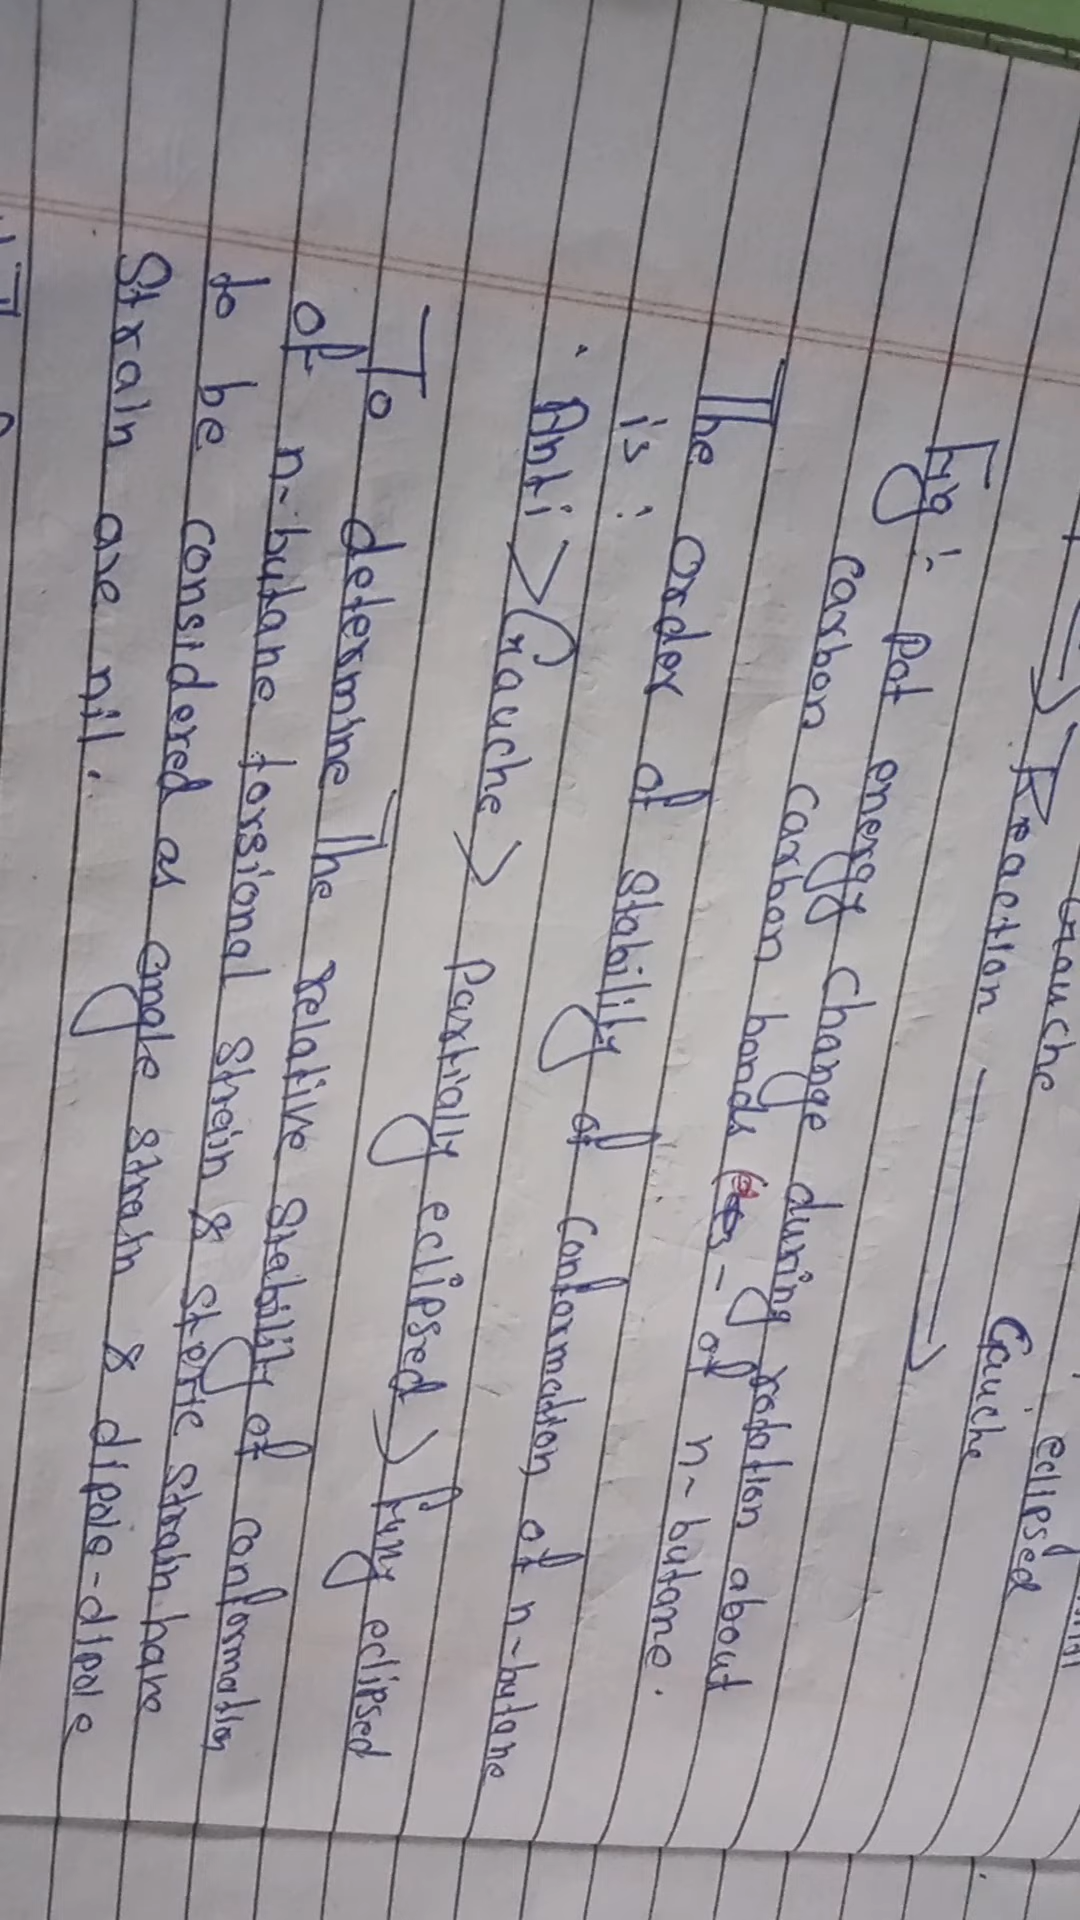 Gauche eclipsed
Reaction ⟶ Gauche
Fig :- Pot energy change during rotation about
carbon carbon bonds - of n-butane.
The order of stability of conformation of n-butane
is :
Anti > Gauche > Partially eclipsed > fully eclipsed
To determine The relative stability of conformation
of n-butane torsional strain & steric strain have
to be considered as angle strain & dipole-dipole
strain are nil.